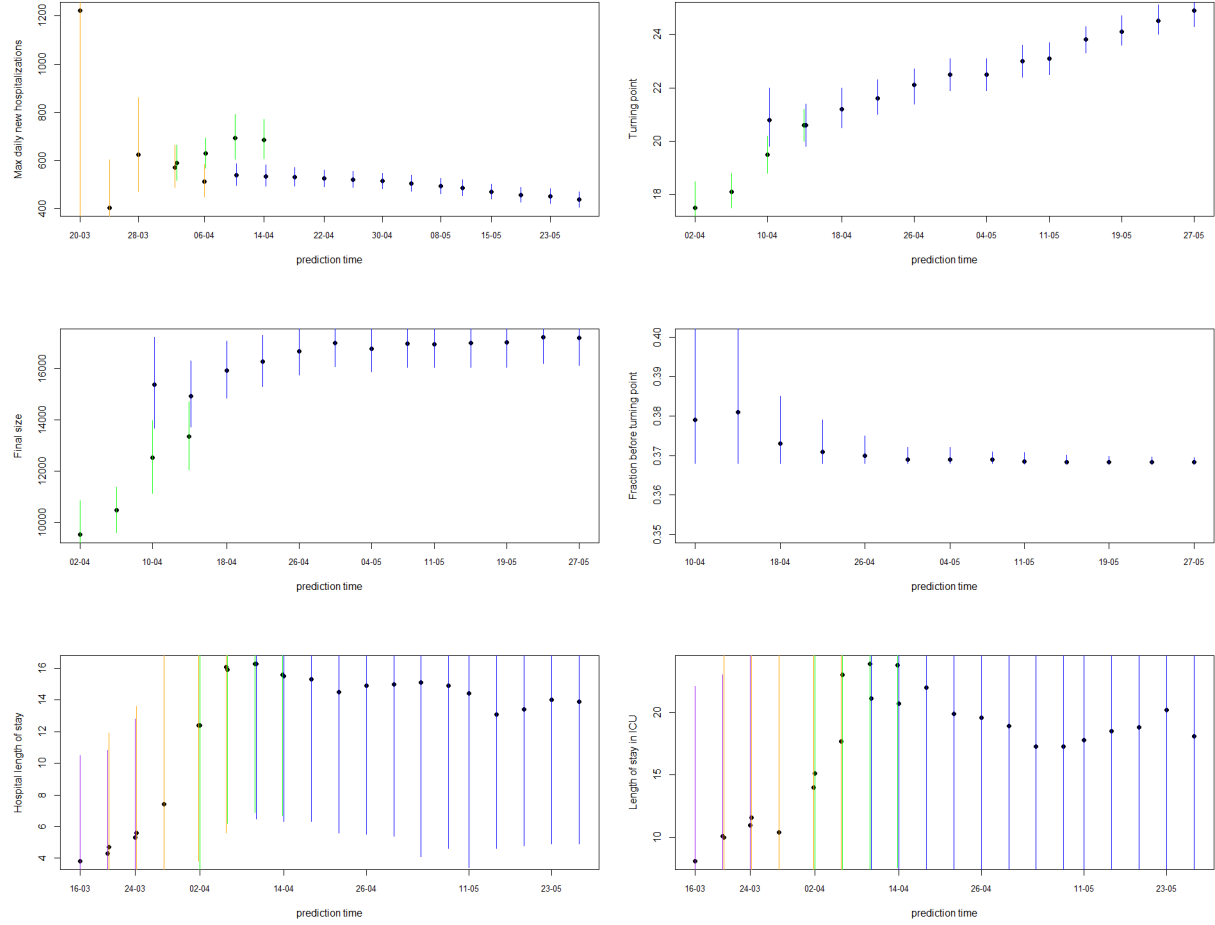 Max daily new hospitalizations
1200
1000
800
600
400
20-03 28-03 06-04 14-04 22-04 30-04 08-05 15-05 23-05
prediction time
Turning point
24
22
20
18
02-04 10-04 18-04 26-04 04-05 11-05 19-05 27-05
prediction time
Final size
16000
14000
12000
10000
02-04 10-04 18-04 26-04 04-05 11-05 19-05 27-05
prediction time
Fraction before turning point
0.40
0.39
0.38
0.37
0.36
0.35
10-04 18-04 26-04 04-05 11-05 19-05 27-05
prediction time
Hospital length of stay
16
14
12
10
8
6
4
16-03 24-03 02-04 14-04 26-04 11-05 23-05
prediction time
Length of stay in ICU
20
15
10
16-03 24-03 02-04 14-04 26-04 11-05 23-05
prediction time